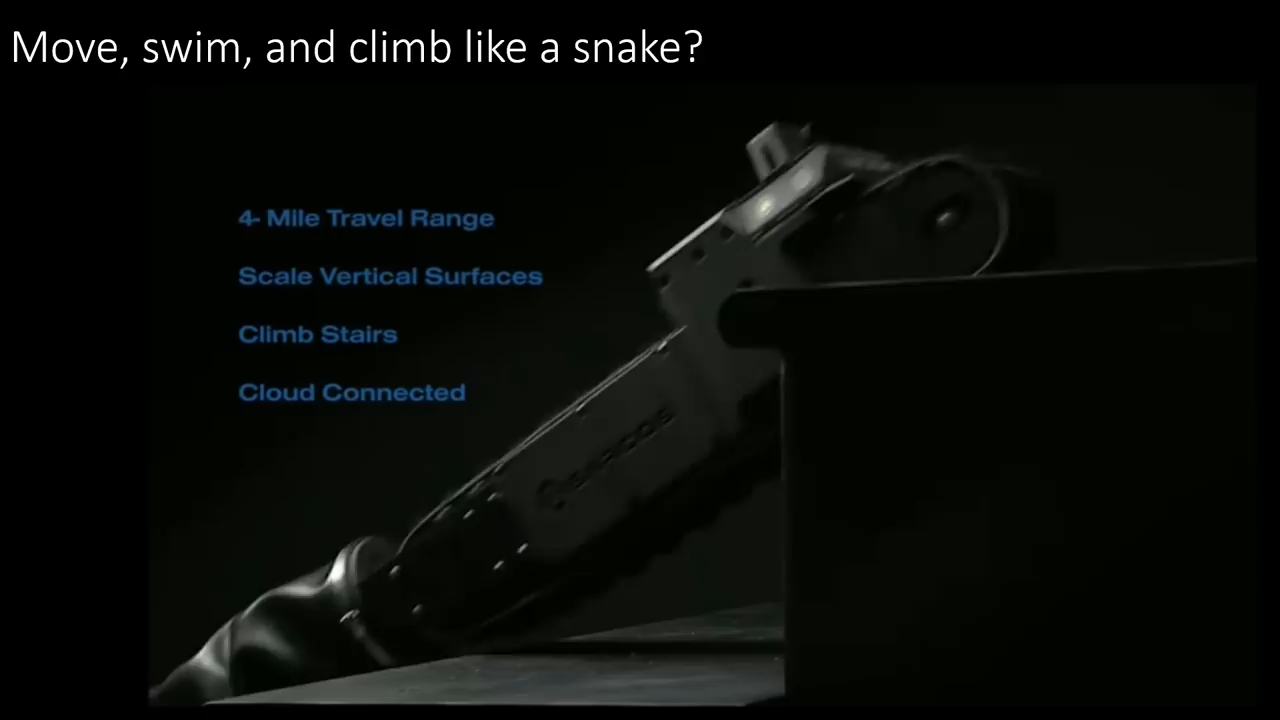 Move, swim, and climb like a snake?
4- Mile Travel Range
Scale Vertical Surfaces
Climb Stairs
Cloud Connected